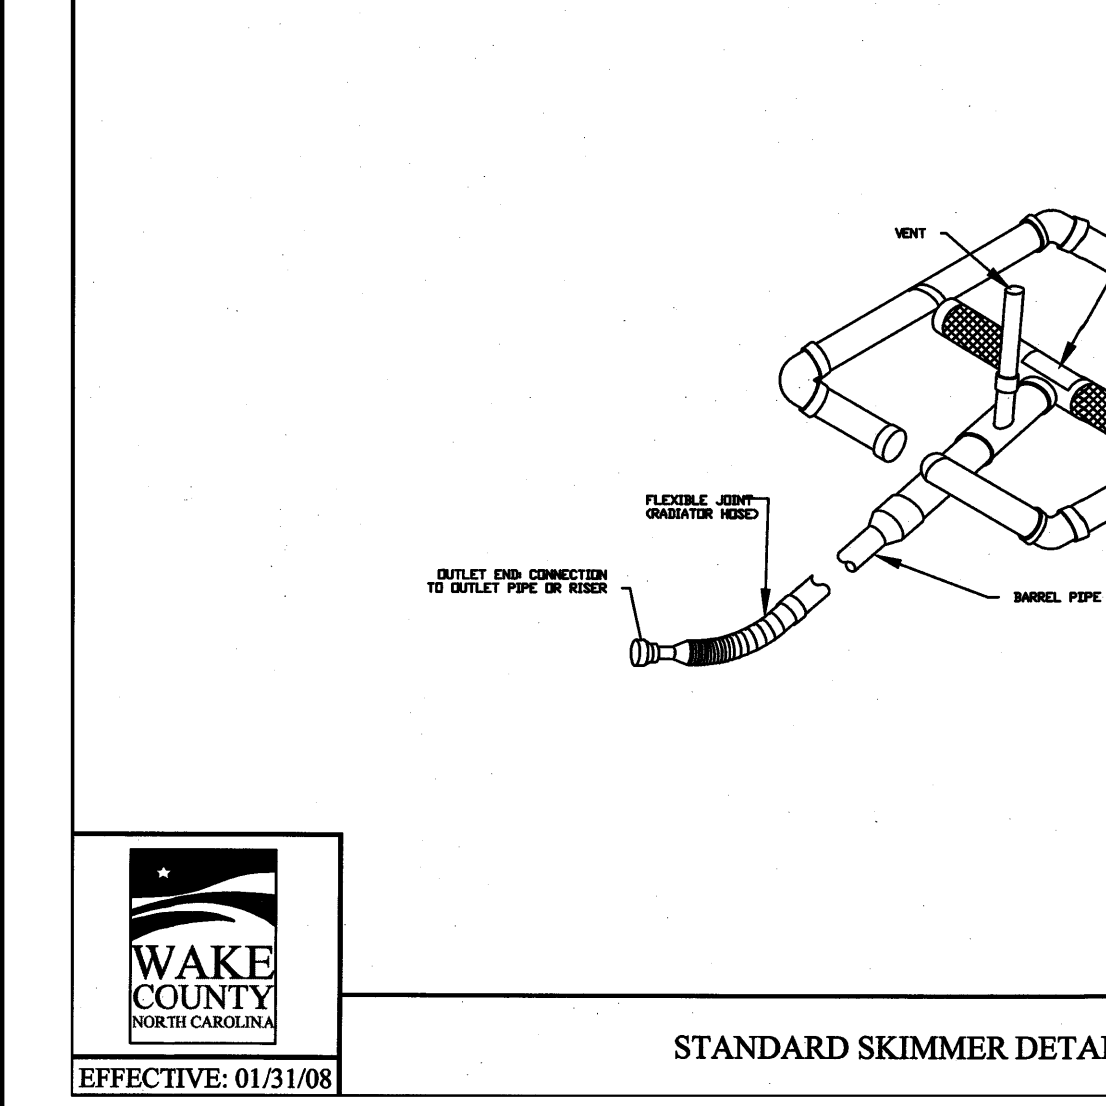 VENT
FLEXIBLE JOINT
(RADIATOR HOSE)
OUTLET END: CONNECTION
TO OUTLET PIPE OR RISER
BARREL PIPE
WAKE
COUNTY
NORTH CAROLINA
STANDARD SKIMMER DETAI
EFFECTIVE: 01/31/08